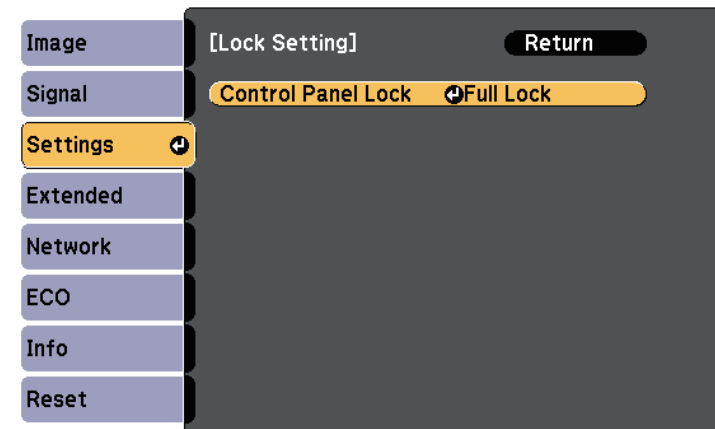 Image
Signal
Settings
Extended
Network
ECO
Info
Reset
[Lock Setting] Return
Control Panel Lock Full Lock